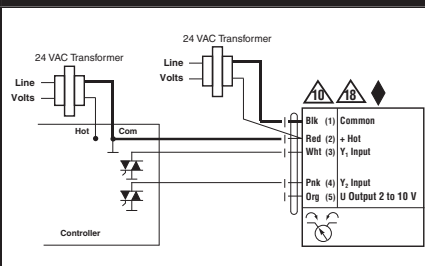 24 VAC Transformer
24 VAC Transformer
Line
Volts
Line
Volts
10
18
Hot
Com
Blk (1) Common
Red (2) + Hot
Wht (3) Y₁ Input
Pnk (4) Y₂ Input
Org (5) U Output 2 to 10 V
Controller